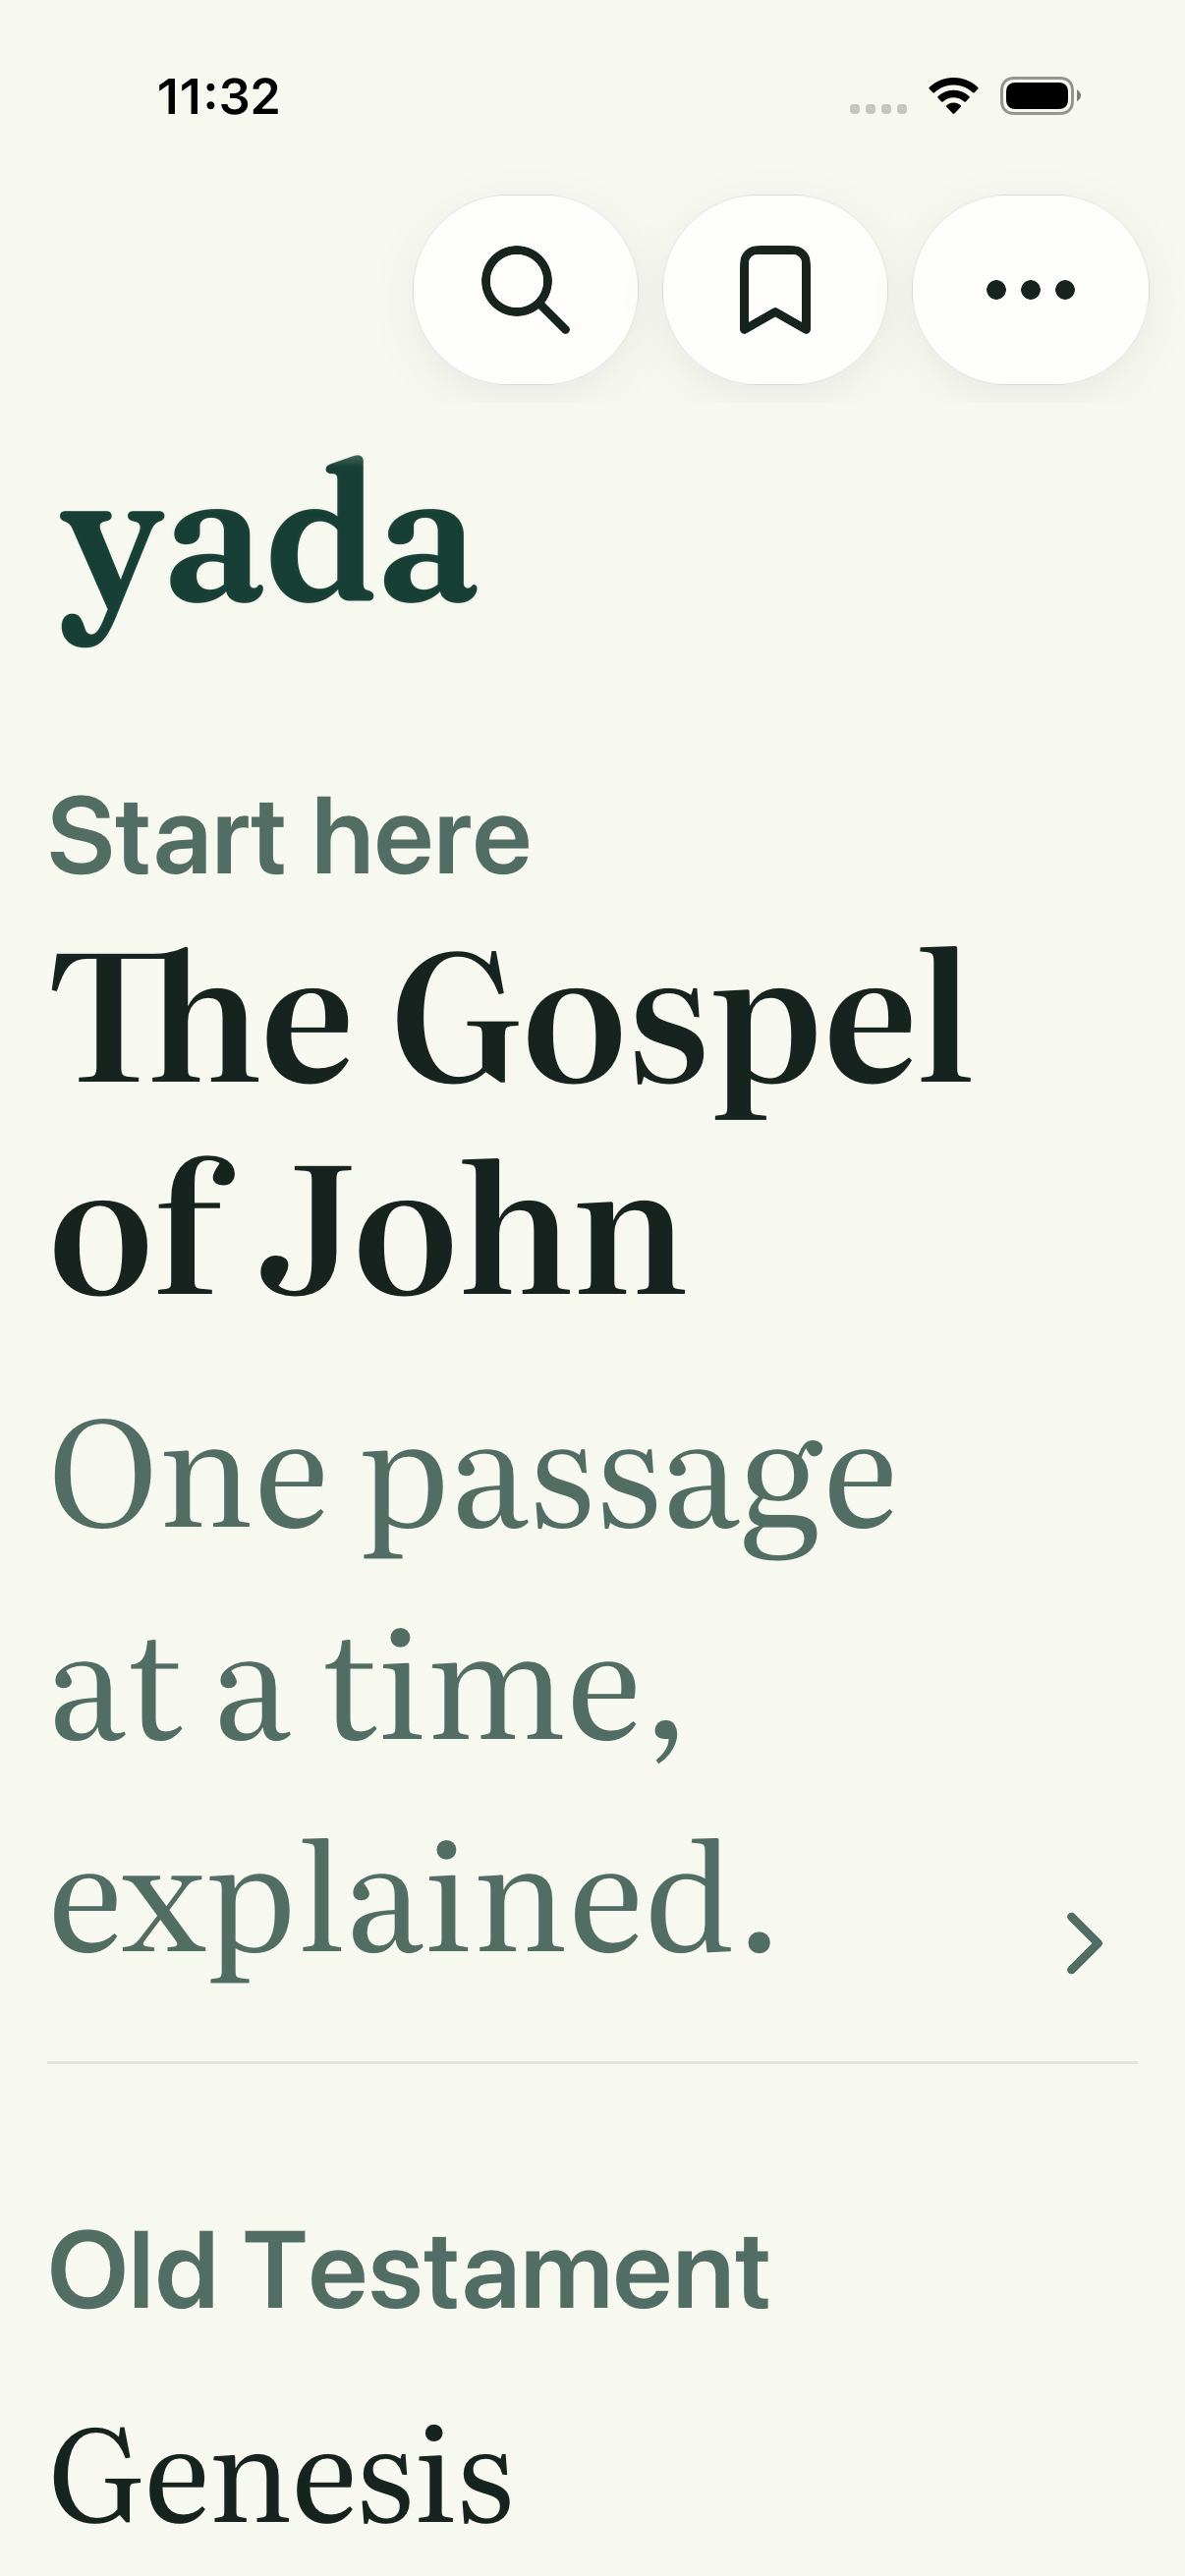 11:32
yada
Start here
The Gospel
of John
One passage
at a time,
explained.
Old Testament
Genesis